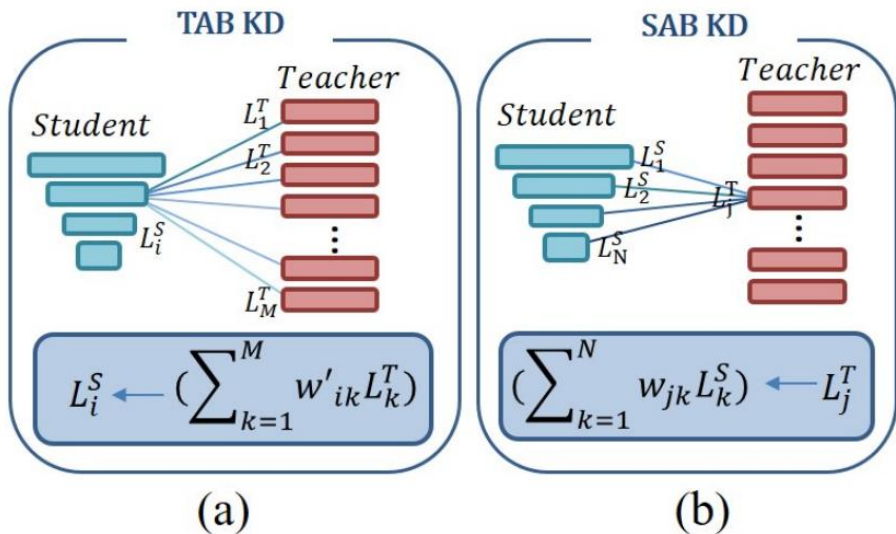 TAB KD
Teacher
Student
L_1^T
L_2^T
L_i^S
⋮
L_M^T
L_i^S ← (∑_{k=1}^{M} w'_{ik} L_k^T)
(a)
SAB KD
Teacher
Student
L_1^S
L_2^S
L_j^T
L_N^S
⋮
(∑_{k=1}^{N} w_{jk} L_k^S) ← L_j^T
(b)